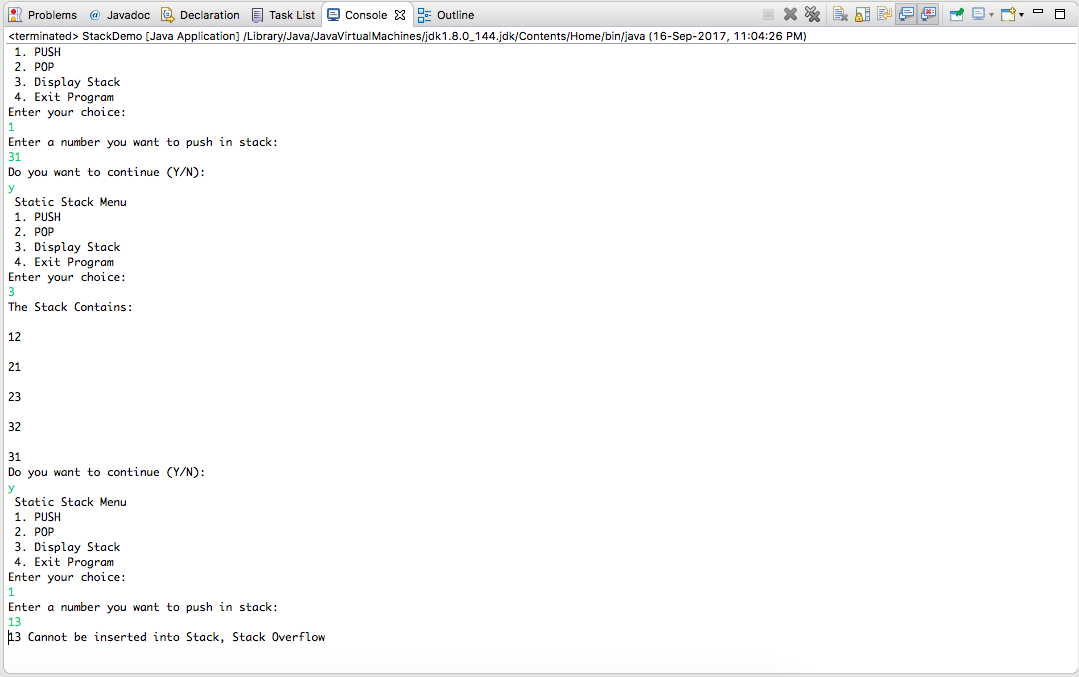 Problems @ Javadoc Declaration Task List Console Outline
<terminated> StackDemo [Java Application] /Library/Java/JavaVirtualMachines/jdk1.8.0_144.jdk/Contents/Home/bin/java (16-Sep-2017, 11:04:26 PM)
1. PUSH
2. POP
3. Display Stack
4. Exit Program
Enter your choice:
1
Enter a number you want to push in stack:
31
Do you want to continue (Y/N):
y
Static Stack Menu
1. PUSH
2. POP
3. Display Stack
4. Exit Program
Enter your choice:
3
The Stack Contains:
12
21
23
32
31
Do you want to continue (Y/N):
y
Static Stack Menu
1. PUSH
2. POP
3. Display Stack
4. Exit Program
Enter your choice:
1
Enter a number you want to push in stack:
13
13 Cannot be inserted into Stack, Stack Overflow